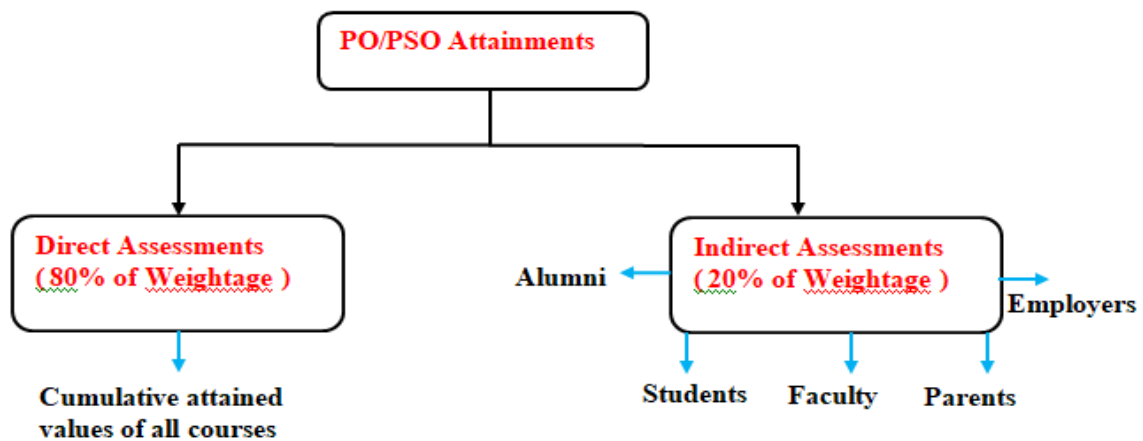 PO/PSO Attainments
Direct Assessments
( 80% of Weightage )
Indirect Assessments
( 20% of Weightage )
Alumni
Employers
Cumulative attained
values of all courses
Students
Faculty
Parents